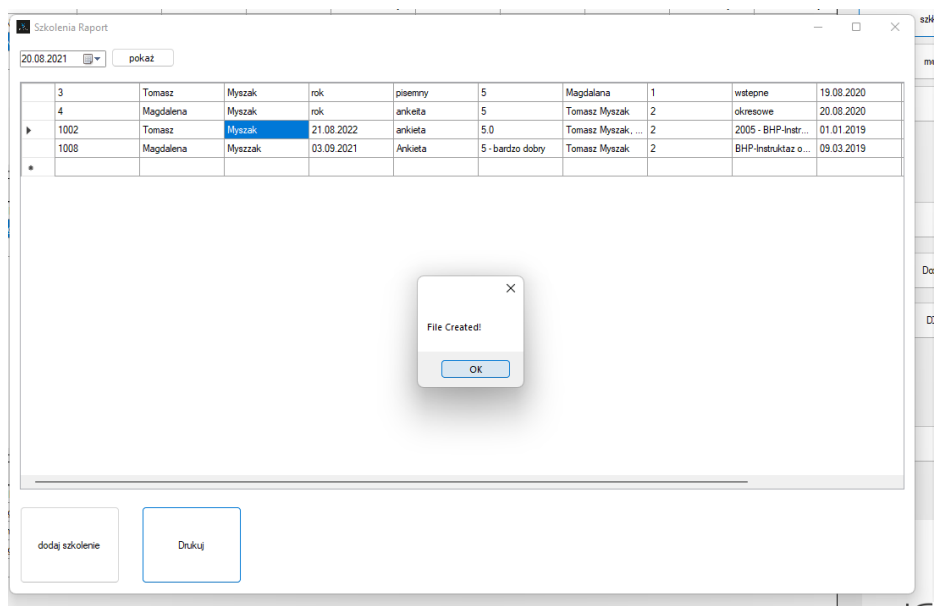 Szkolenia Raport
20.08.2021 pokaż
3 Tomasz Myszak rok pisemny 5 Magdalana 1 wstepne 19.08.2020
4 Magdalena Myszak rok ankeita 5 Tomasz Myszak 2 okresowe 20.08.2020
1002 Tomasz Myszak 21.08.2022 ankieta 5.0 Tomasz Myszak, ... 2 2005 - BHP-Instr... 01.01.2019
1008 Magdalena Myszzak 03.09.2021 Ankieta 5 - bardzo dobry Tomasz Myszak 2 BHP-Instruktaz o... 09.03.2019
File Created!
OK
dodaj szkolenie Drukuj